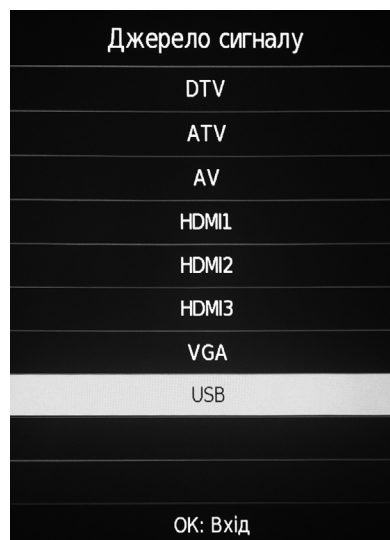 Джерело сигналу
DTV
ATV
AV
HDMI1
HDMI2
HDMI3
VGA
USB
OK: Вхід